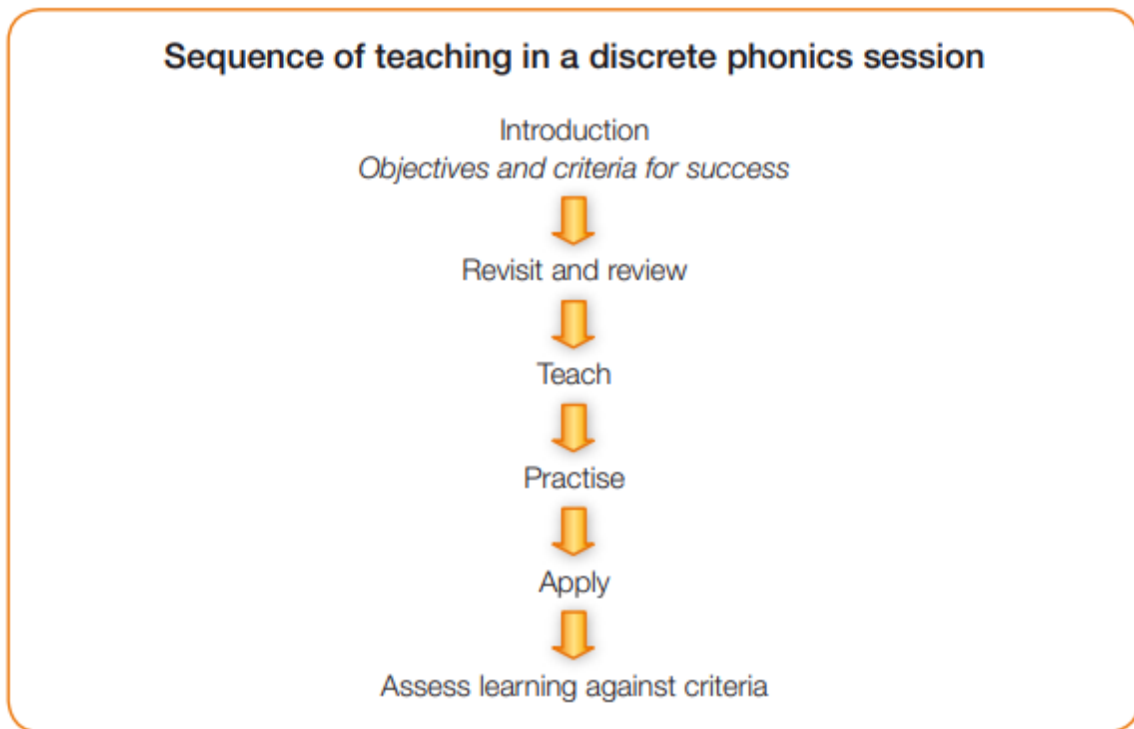 Sequence of teaching in a discrete phonics session
Introduction
Objectives and criteria for success
Revisit and review
Teach
Practise
Apply
Assess learning against criteria